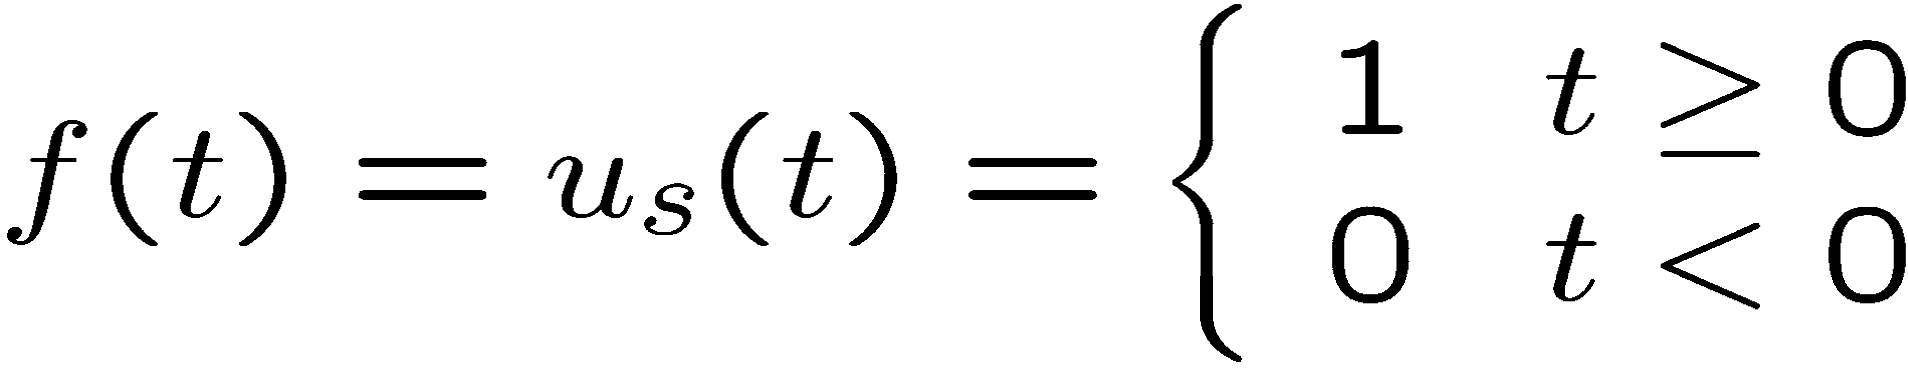 f(t) = u_s(t) = { 1 t ≥ 0
0 t < 0